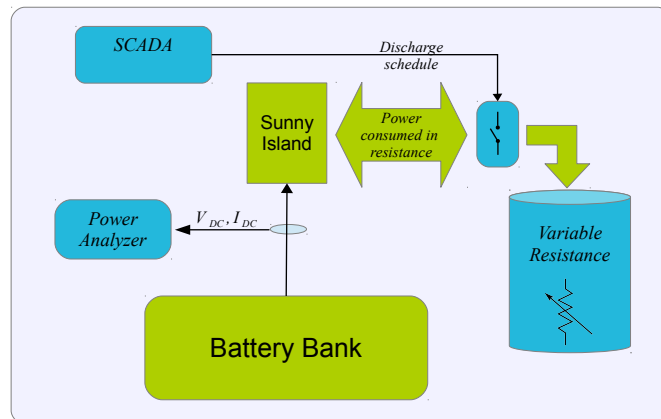 SCADA
Discharge
schedule
Sunny
Island
Power
consumed in
resistance
Power
Analyzer
V DC , I DC
Variable
Resistance
Battery Bank